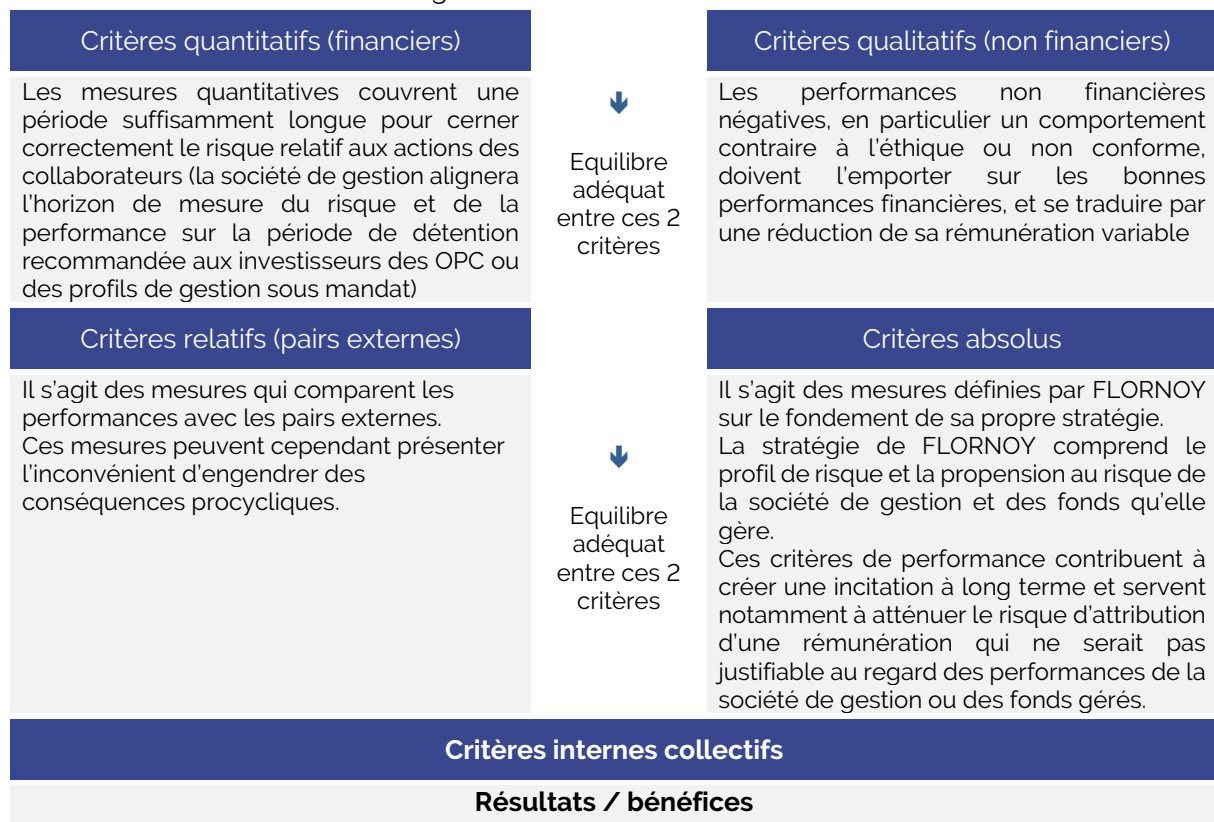 Critères quantitatifs (financiers)
Critères qualitatifs (non financiers)
Les mesures quantitatives couvrent une
période suffisamment longue pour cerner
correctement le risque relatif aux actions des
collaborateurs (la société de gestion alignera
l'horizon de mesure du risque et de la
performance sur la période de détention
recommandée aux investisseurs des OPC ou
des profils de gestion sous mandat)
Equilibre
adéquat
entre ces 2
critères
Les performances non financières
négatives, en particulier un comportement
contraire à l'éthique ou non conforme,
doivent l'emporter sur les bonnes
performances financières, et se traduire par
une réduction de sa rémunération variable
Critères relatifs (pairs externes)
Critères absolus
Il s'agit des mesures qui comparent les
performances avec les pairs externes.
Ces mesures peuvent cependant présenter
l'inconvénient d'engendrer des
conséquences procycliques.
Equilibre
adéquat
entre ces 2
critères
Il s'agit des mesures définies par FLORNOY
sur le fondement de sa propre stratégie.
La stratégie de FLORNOY comprend le
profil de risque et la propension au risque de
la société de gestion et des fonds qu'elle
gère.
Ces critères de performance contribuent à
créer une incitation à long terme et servent
notamment à atténuer le risque d'attribution
d'une rémunération qui ne serait pas
justifiable au regard des performances de la
société de gestion ou des fonds gérés.
Critères internes collectifs
Résultats / bénéfices